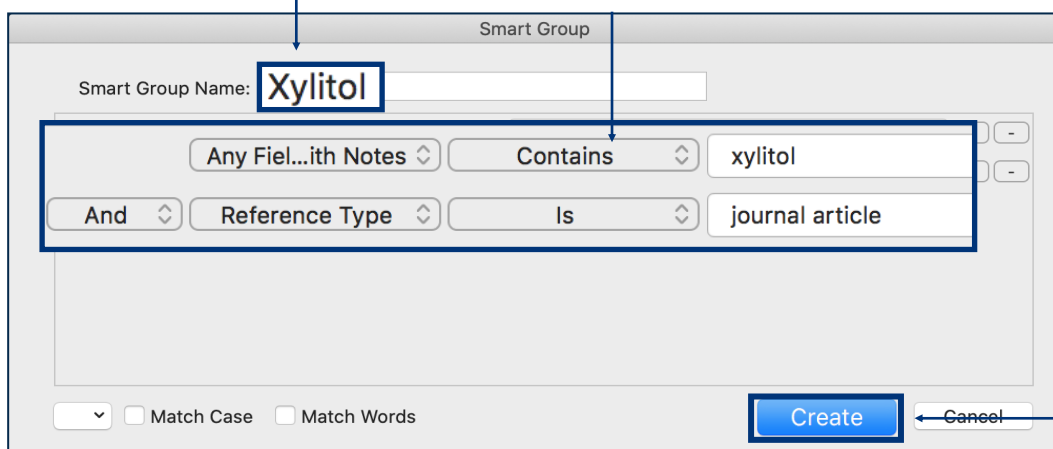 Smart Group
Smart Group Name: Xylitol
Any Fiel...ith Notes Contains xylitol -
And Reference Type Is journal article -
Match Case Match Words Create Cancel